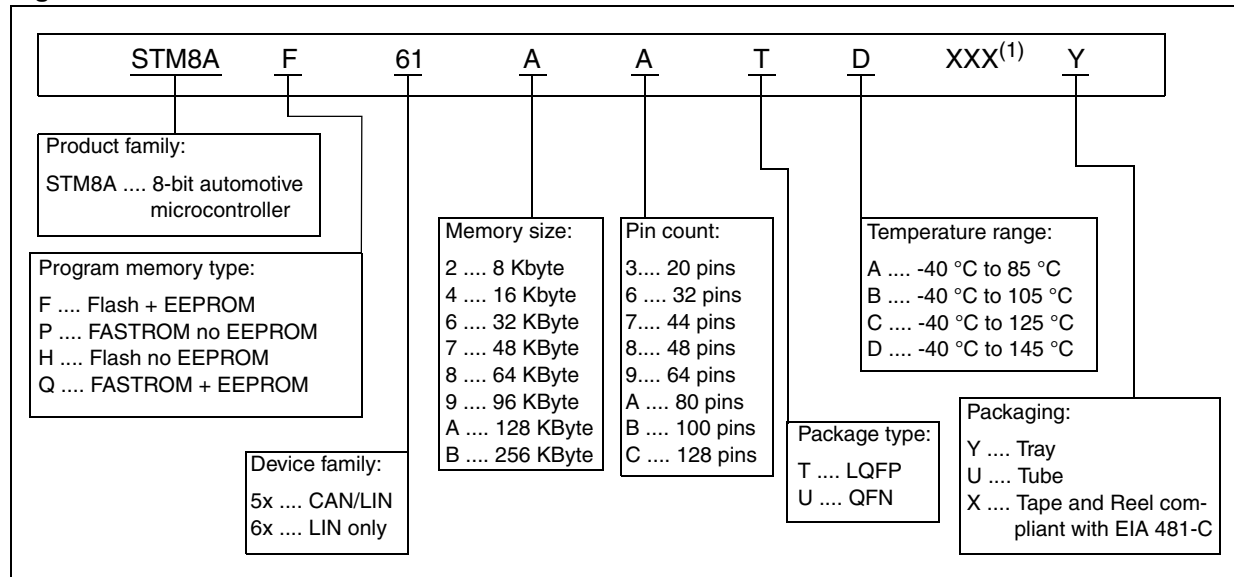 STM8A F 61 A A T D XXX(1) Y
Product family:
STM8A .... 8-bit automotive
microcontroller
Program memory type:
F .... Flash + EEPROM
P .... FASTROM no EEPROM
H .... Flash no EEPROM
Q .... FASTROM + EEPROM
Device family:
5x .... CAN/LIN
6x .... LIN only
Memory size:
2 .... 8 Kbyte
4 .... 16 Kbyte
6 .... 32 KByte
7 .... 48 KByte
8 .... 64 KByte
9 .... 96 KByte
A .... 128 KByte
B .... 256 KByte
Pin count:
3.... 20 pins
6 .... 32 pins
7.... 44 pins
8.... 48 pins
9.... 64 pins
A .... 80 pins
B .... 100 pins
C .... 128 pins
Package type:
T .... LQFP
U .... QFN
Temperature range:
A .... -40 °C to 85 °C
B .... -40 °C to 105 °C
C .... -40 °C to 125 °C
D .... -40 °C to 145 °C
Packaging:
Y .... Tray
U .... Tube
X .... Tape and Reel com-
pliant with EIA 481-C